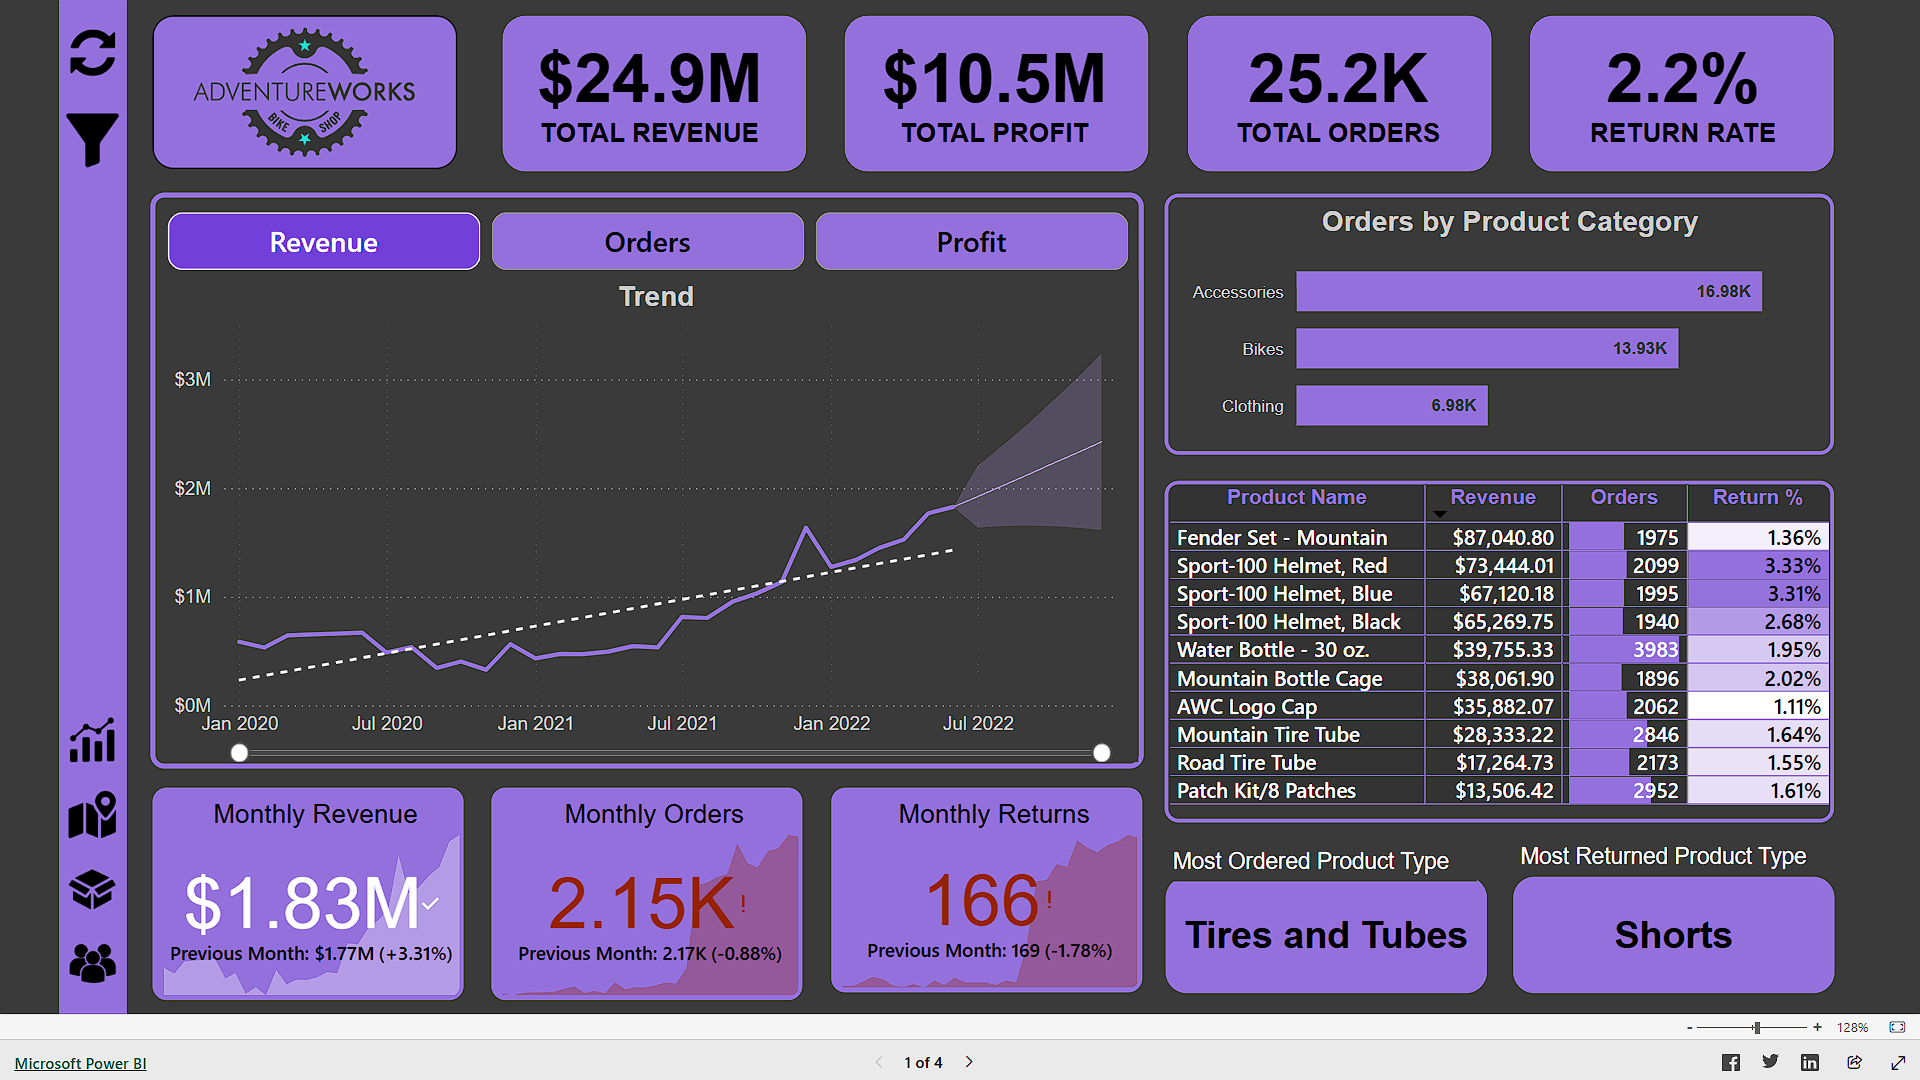 ADVENTUREWORKS
BIKE SHOP
$24.9M
TOTAL REVENUE
$10.5M
TOTAL PROFIT
25.2K
TOTAL ORDERS
2.2%
RETURN RATE
Revenue
Orders
Profit
Trend
$3M
$2M
$1M
$0M
Jan 2020
Jul 2020
Jan 2021
Jul 2021
Jan 2022
Jul 2022
Orders by Product Category
Accessories 16.98K
Bikes 13.93K
Clothing 6.98K
Product Name Revenue Orders Return %
Fender Set - Mountain $87,040.80 1975 1.36%
Sport-100 Helmet, Red $73,444.01 2099 3.33%
Sport-100 Helmet, Blue $67,120.18 1995 3.31%
Sport-100 Helmet, Black $65,269.75 1940 2.68%
Water Bottle - 30 oz. $39,755.33 3983 1.95%
Mountain Bottle Cage $38,061.90 1896 2.02%
AWC Logo Cap $35,882.07 2062 1.11%
Mountain Tire Tube $28,333.22 2846 1.64%
Road Tire Tube $17,264.73 2173 1.55%
Patch Kit/8 Patches $13,506.42 2952 1.61%
Monthly Revenue
$1.83M
Previous Month: $1.77M (+3.31%)
Monthly Orders
2.15K!
Previous Month: 2.17K (-0.88%)
Monthly Returns
166!
Previous Month: 169 (-1.78%)
Most Ordered Product Type
Tires and Tubes
Most Returned Product Type
Shorts
- + 128%
Microsoft Power BI
1 of 4